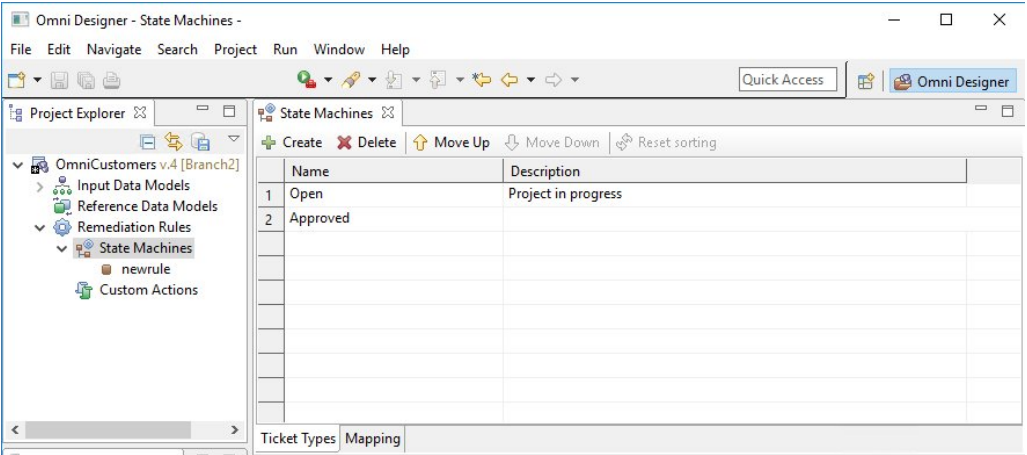 Omni Designer - State Machines -
File Edit Navigate Search Project Run Window Help
Quick Access
Omni Designer
Project Explorer
OmniCustomers v.4 [Branch2]
Input Data Models
Reference Data Models
Remediation Rules
State Machines
newrule
Custom Actions
State Machines
Create Delete Move Up Move Down Reset sorting
Name Description
1 Open Project in progress
2 Approved
Ticket Types Mapping